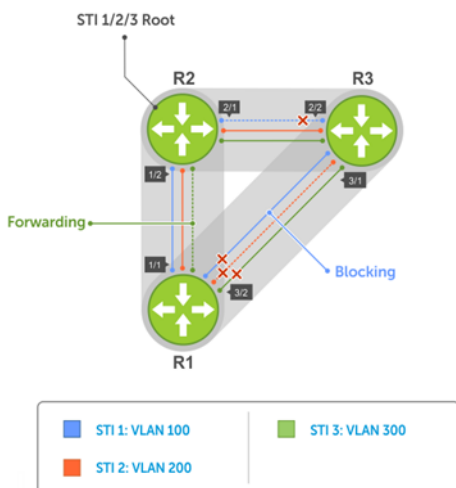 STI 1/2/3 Root
R2
R3
2/1
2/2
1/2
3/1
Forwarding
Blocking
1/1
3/2
R1
STI 1: VLAN 100
STI 3: VLAN 300
STI 2: VLAN 200